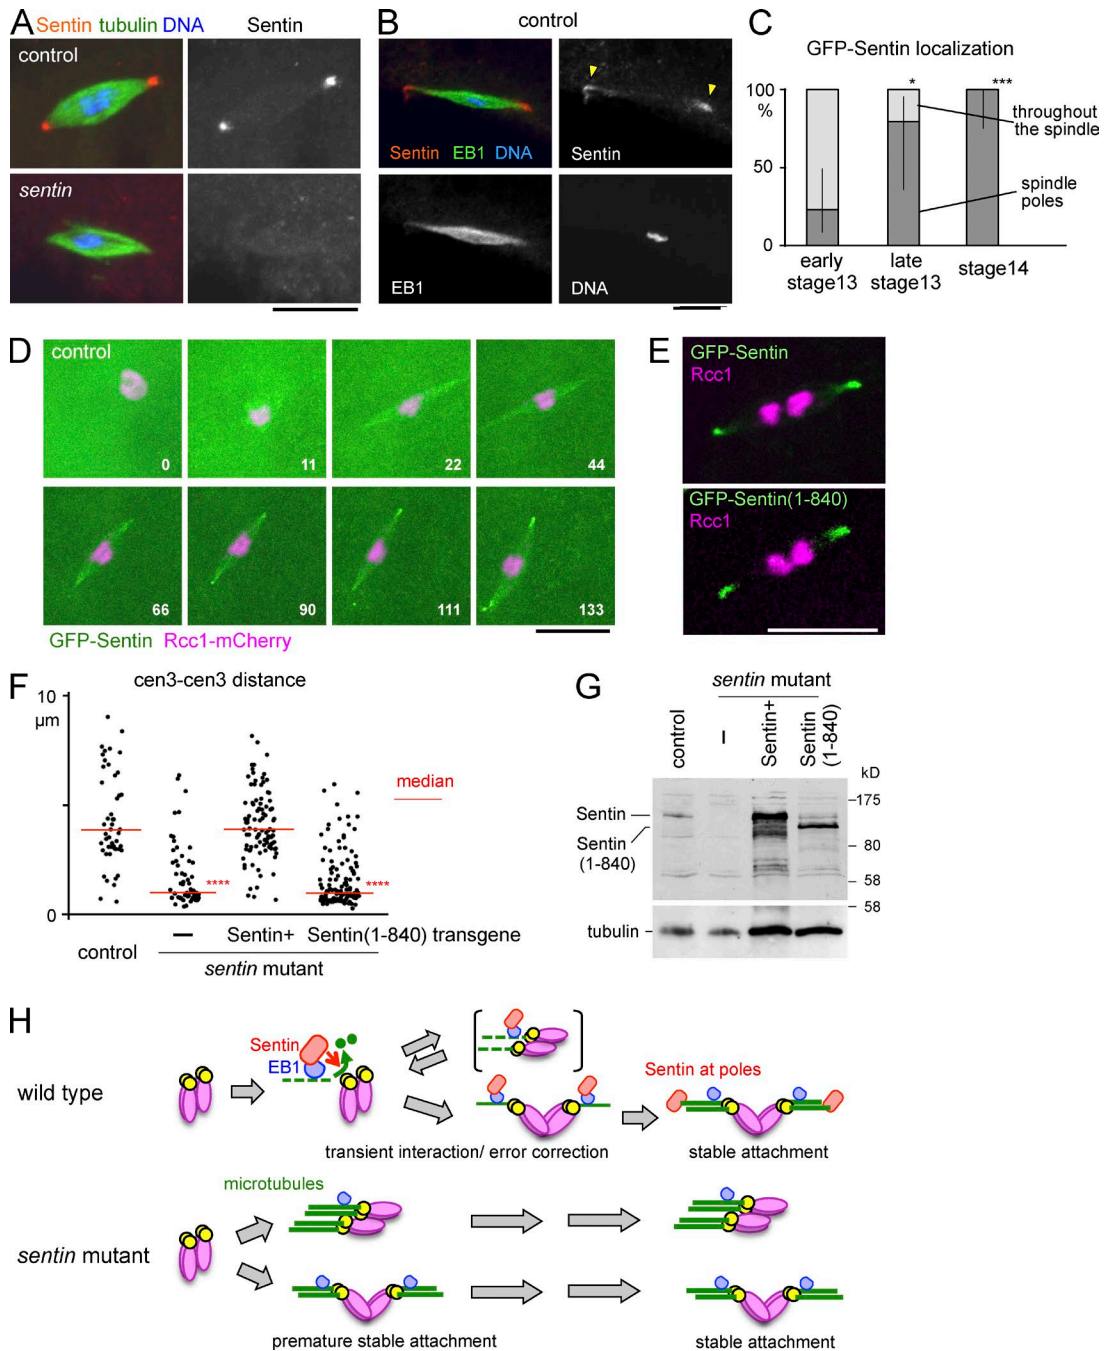 A
Sentin tubulin DNA
Sentin
control
sentin
B
control
Sentin EB1 DNA
Sentin
EB1
DNA
C
GFP-Sentin localization
100
%
50
0
*
***
throughout
the spindle
spindle
poles
early
stage13
late
stage13
stage14
D
control
0
11
22
44
66
90
111
133
GFP-Sentin Rcc1-mCherry
E
GFP-Sentin
Rcc1
GFP-Sentin(1-840)
Rcc1
F
cen3-cen3 distance
10
µm
0
median
****
****
control
–
Sentin+
Sentin(1-840) transgene
sentin mutant
G
sentin mutant
control
–
Sentin+
Sentin
(1-840)
kD
175
80
58
58
Sentin
Sentin
(1-840)
tubulin
H
wild type
Sentin
EB1
Sentin at poles
transient interaction/ error correction
stable attachment
microtubules
sentin mutant
premature stable attachment
stable attachment